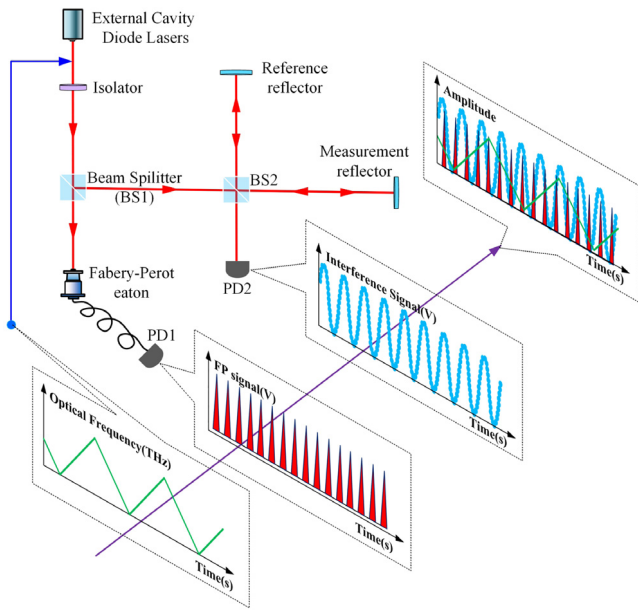 External Cavity
Diode Lasers
Isolator
Reference
reflector
Beam Spilitter
(BS1)
BS2
Measurement
reflector
Amplitude
Time(s)
Fabery-Perot
eaton
PD1
PD2
Interference Signal(V)
Time(s)
FP signal(V)
Time(s)
Optical Frequency(THz)
Time(s)